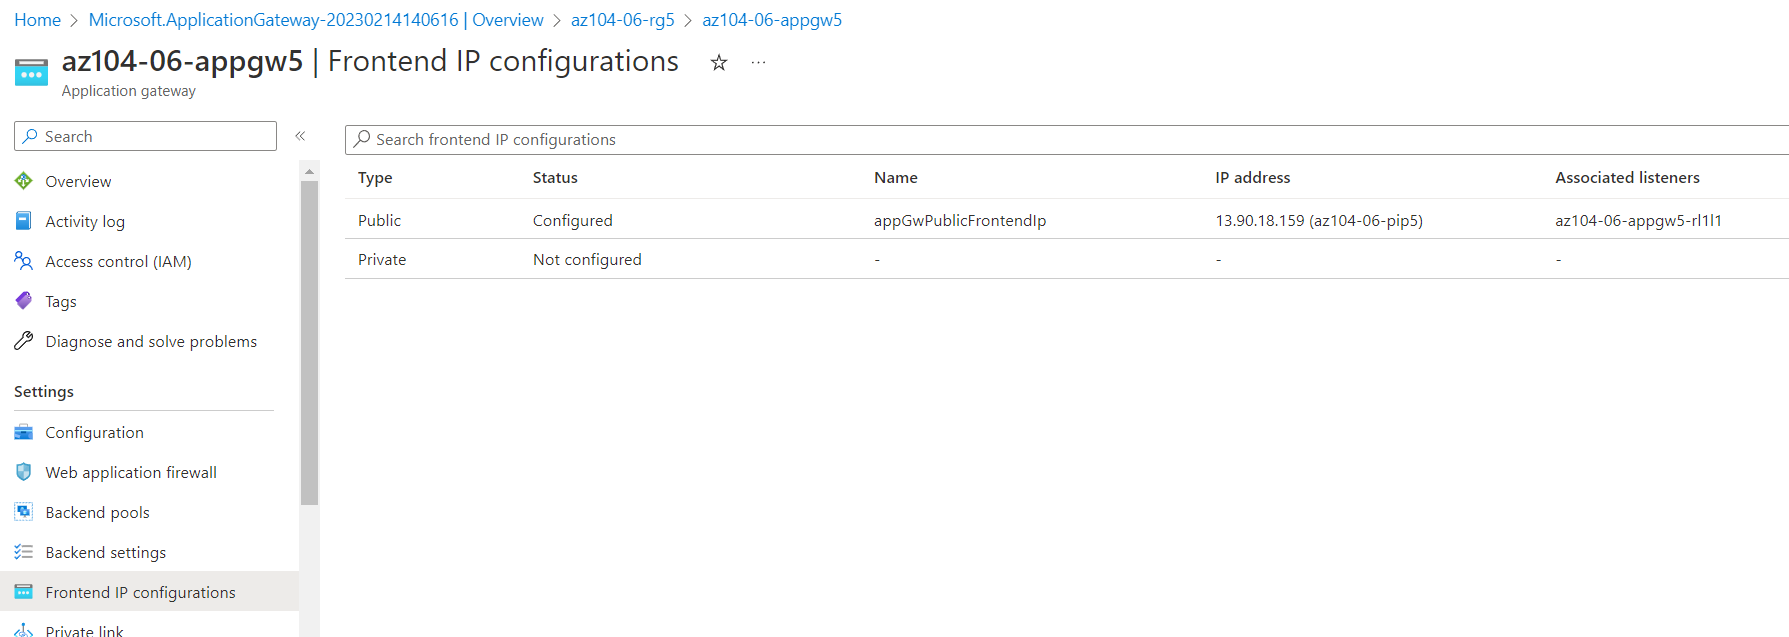 Home > Microsoft.ApplicationGateway-20230214140616 | Overview > az104-06-rg5 > az104-06-appgw5
az104-06-appgw5 | Frontend IP configurations
Application gateway
Search
Overview
Activity log
Access control (IAM)
Tags
Diagnose and solve problems
Settings
Configuration
Web application firewall
Backend pools
Backend settings
Frontend IP configurations
Private link
Search frontend IP configurations
Type Status Name IP address Associated listeners
Public Configured appGwPublicFrontendIp 13.90.18.159 (az104-06-pip5) az104-06-appgw5-rl1l1
Private Not configured - - -